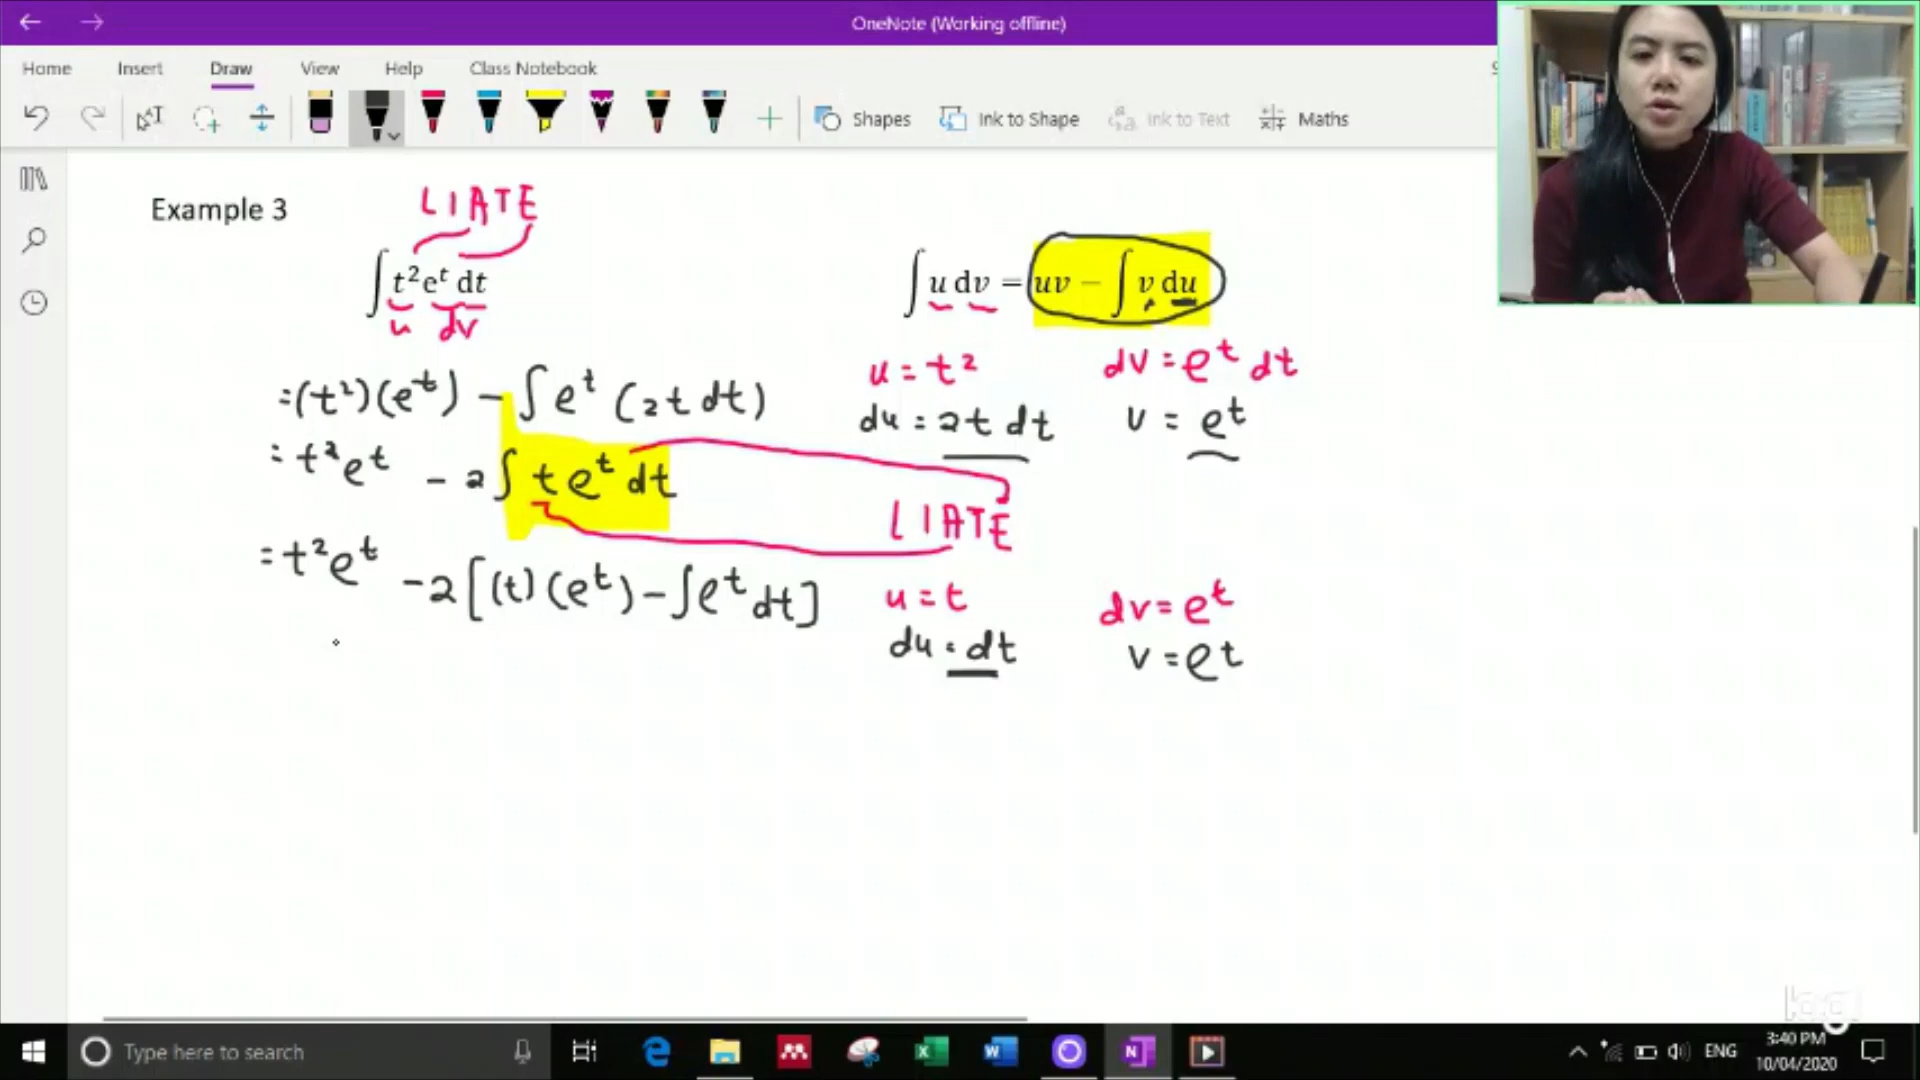 OneNote (Working offline)
Home Insert Draw View Help Class Notebook
Shapes Ink to Shape Ink to Text Maths
Example 3
LIATE
∫ t²eᵗ dt
u dv
∫ u dv = uv − ∫ v du
u = t² dv = eᵗ dt
du = 2t dt v = eᵗ
= (t²)(eᵗ) − ∫ eᵗ (2t dt)
= t²eᵗ − 2∫ t eᵗ dt
LIATE
= t²eᵗ − 2[(t)(eᵗ) − ∫eᵗ dt]
u = t dv = eᵗ
du = dt v = eᵗ
Type here to search
ENG
3:40 PM
10/04/2020